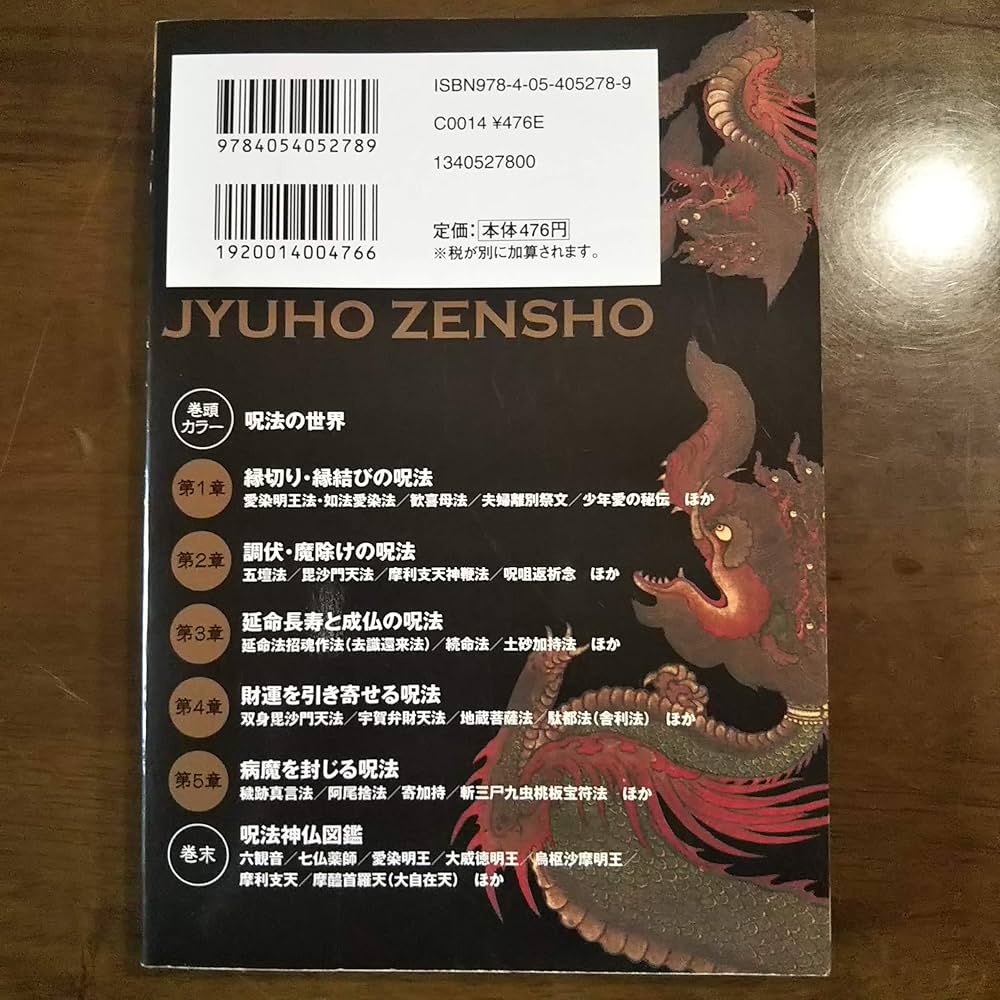 ISBN978-4-05-405278-9
C0014 ¥476E
9784054052789
1340527800
1920014004766
定価：本体476円
※税が別に加算されます。
JYUHO ZENSHO
巻頭
カラー
呪法の世界
第1章
縁切り・縁結びの呪法
愛染明王法・如法愛染法／歓喜母法／夫婦離別祭文／少年愛の秘伝 ほか
第2章
調伏・魔除けの呪法
五壇法／毘沙門天法／摩利支天神鞭法／呪咀返祈念 ほか
第3章
延命長寿と成仏の呪法
延命法招魂作法（去識還来法）／続命法／土砂加持法 ほか
第4章
財運を引き寄せる呪法
双身毘沙門天法／宇賀弁財天法／地蔵菩薩法／駄都法（舎利法） ほか
第5章
病魔を封じる呪法
穢跡真言法／阿尾捨法／寄加持／斬三尸九虫桃板宝符法 ほか
巻末
呪法神仏図鑑
六観音／七仏薬師／愛染明王／大威徳明王／烏枢沙摩明王／
摩利支天／摩醯首羅天（大自在天） ほか